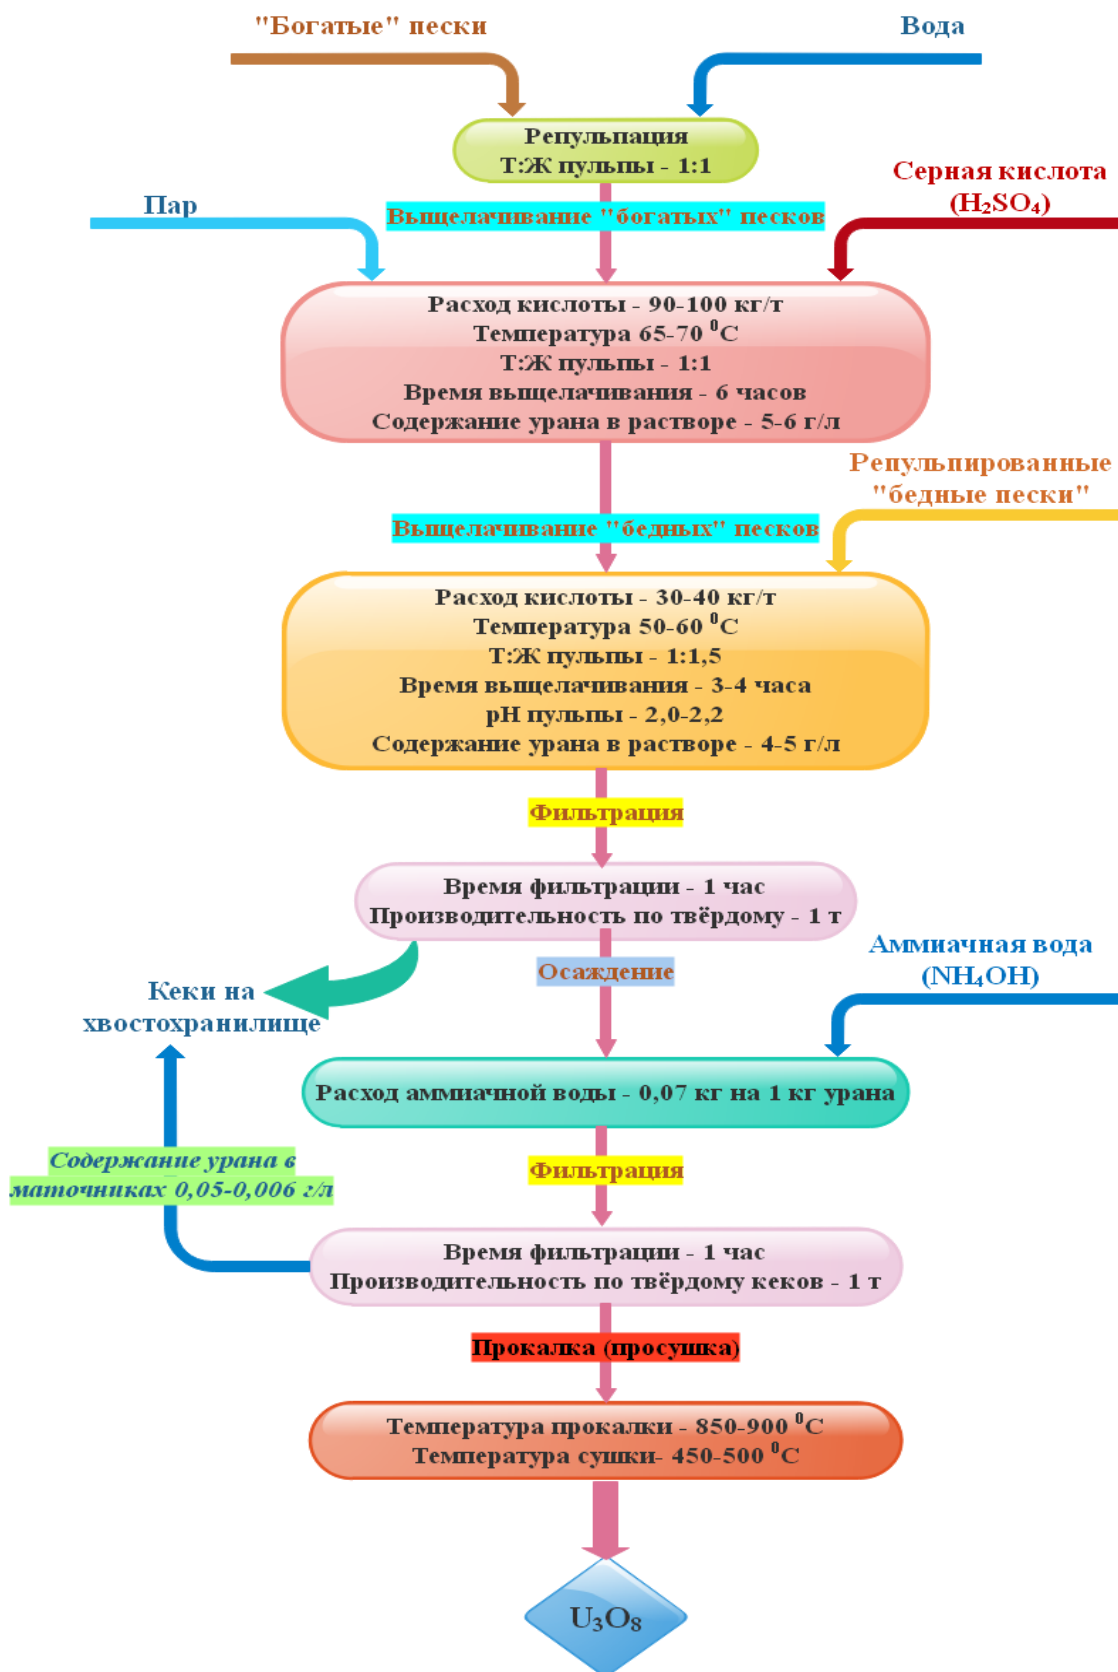 "Богатые" пески
Вода
Репульпация
Т:Ж пульпы - 1:1
Серная кислота
(H₂SO₄)
Пар
Выщелачивание "богатых" песков
Расход кислоты - 90-100 кг/т
Температура 65-70 ⁰С
Т:Ж пульпы - 1:1
Время выщелачивания - 6 часов
Содержание урана в растворе - 5-6 г/л
Репульпированные
"бедные пески"
Выщелачивание "бедных" песков
Расход кислоты - 30-40 кг/т
Температура 50-60 ⁰С
Т:Ж пульпы - 1:1,5
Время выщелачивания - 3-4 часа
рН пульпы - 2,0-2,2
Содержание урана в растворе - 4-5 г/л
Фильтрация
Время фильтрации - 1 час
Производительность по твёрдому - 1 т
Осаждение
Аммиачная вода
(NH₄OH)
Кеки на
хвостохранилище
Расход аммиачной воды - 0,07 кг на 1 кг урана
Содержание урана в
маточниках 0,05-0,006 г/л
Фильтрация
Время фильтрации - 1 час
Производительность по твёрдому кеков - 1 т
Прокалка (просушка)
Температура прокалки - 850-900 ⁰С
Температура сушки- 450-500 ⁰С
U₃O₈